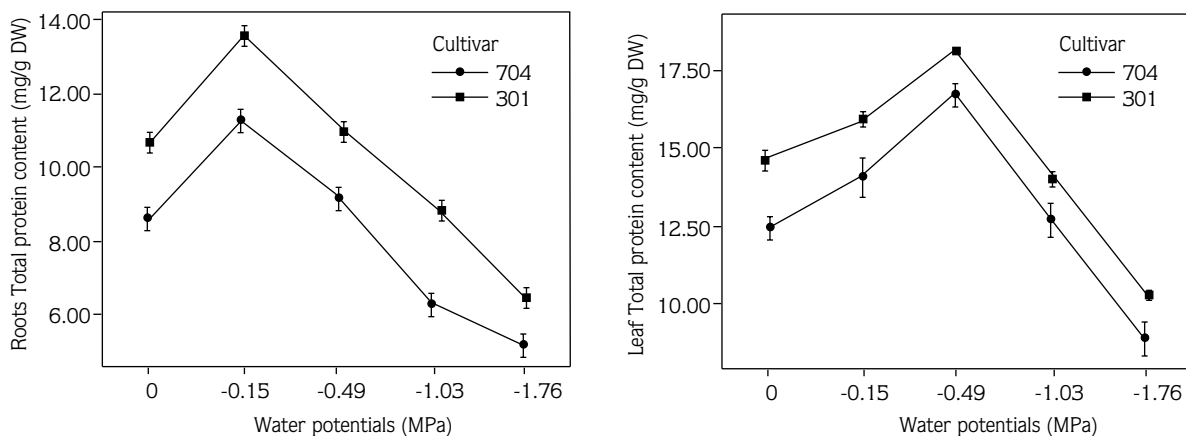 Roots Total protein content (mg/g DW)
14.00
12.00
10.00
8.00
6.00
Cultivar
704
301
0 -0.15 -0.49 -1.03 -1.76
Water potentials (MPa)
Leaf Total protein content (mg/g DW)
17.50
15.00
12.50
10.00
Cultivar
704
301
0 -0.15 -0.49 -1.03 -1.76
Water potentials (MPa)